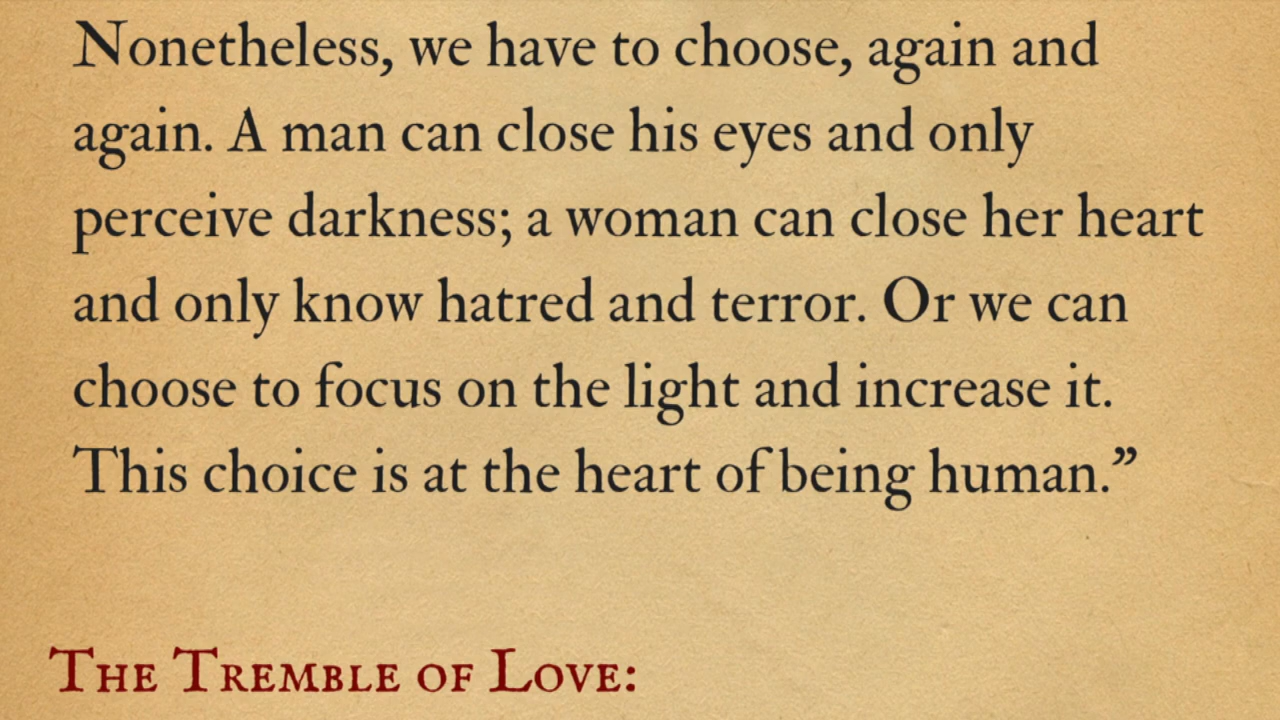 Nonetheless, we have to choose, again and
again. A man can close his eyes and only
perceive darkness; a woman can close her heart
and only know hatred and terror. Or we can
choose to focus on the light and increase it.
This choice is at the heart of being human.”
The Tremble of Love: